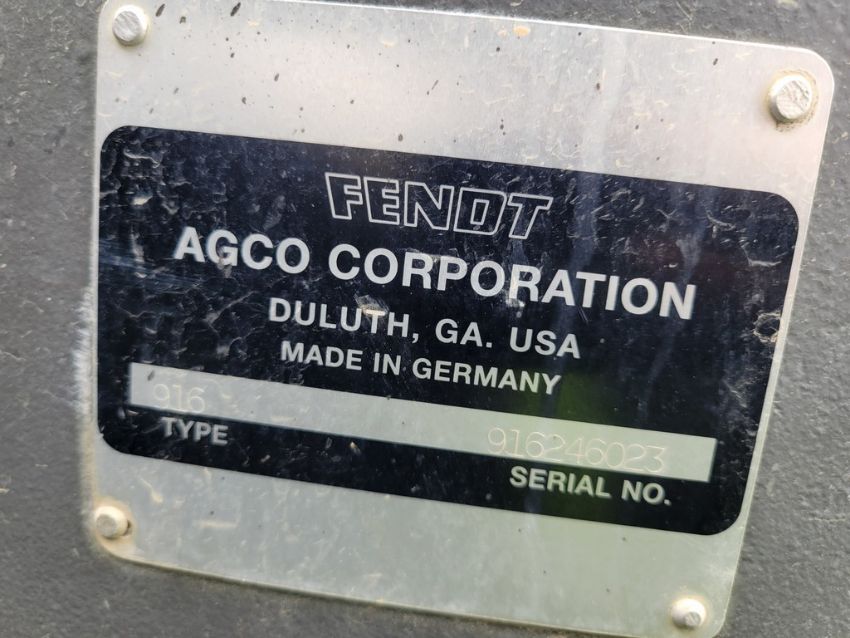 FENDT
AGCO CORPORATION
DULUTH, GA. USA
MADE IN GERMANY
916 916246023
TYPE SERIAL NO.